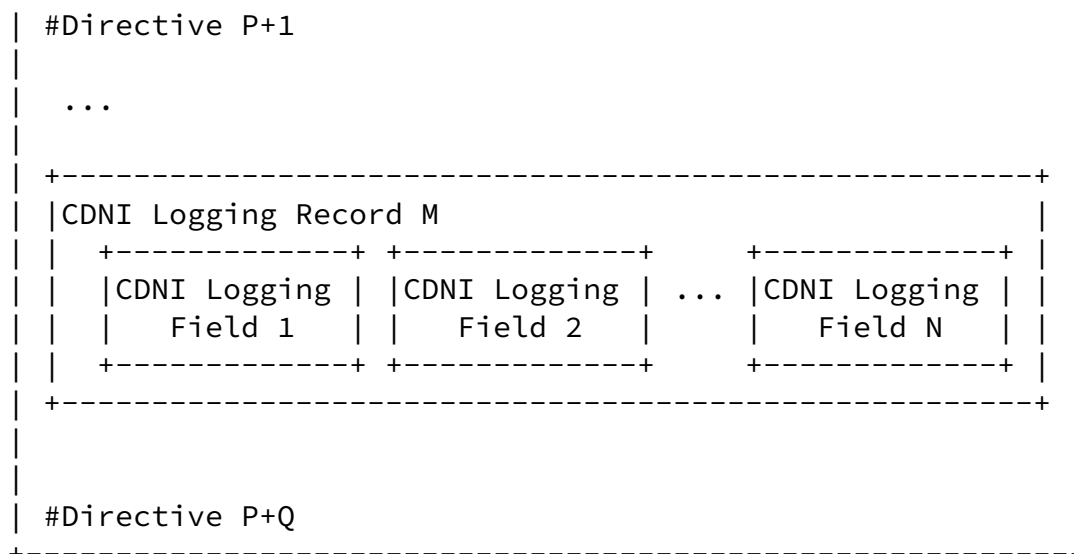 | #Directive P+1
|
| ...
|
| +------------------------------------------------------+
| |CDNI Logging Record M |
| | +-------------+ +-------------+ +-------------+ |
| | |CDNI Logging | |CDNI Logging | ... |CDNI Logging | |
| | | Field 1 | | Field 2 | | Field N | |
| | +-------------+ +-------------+ +-------------+ |
| +------------------------------------------------------+
|
|
| #Directive P+Q
+----------------------------------------------------------